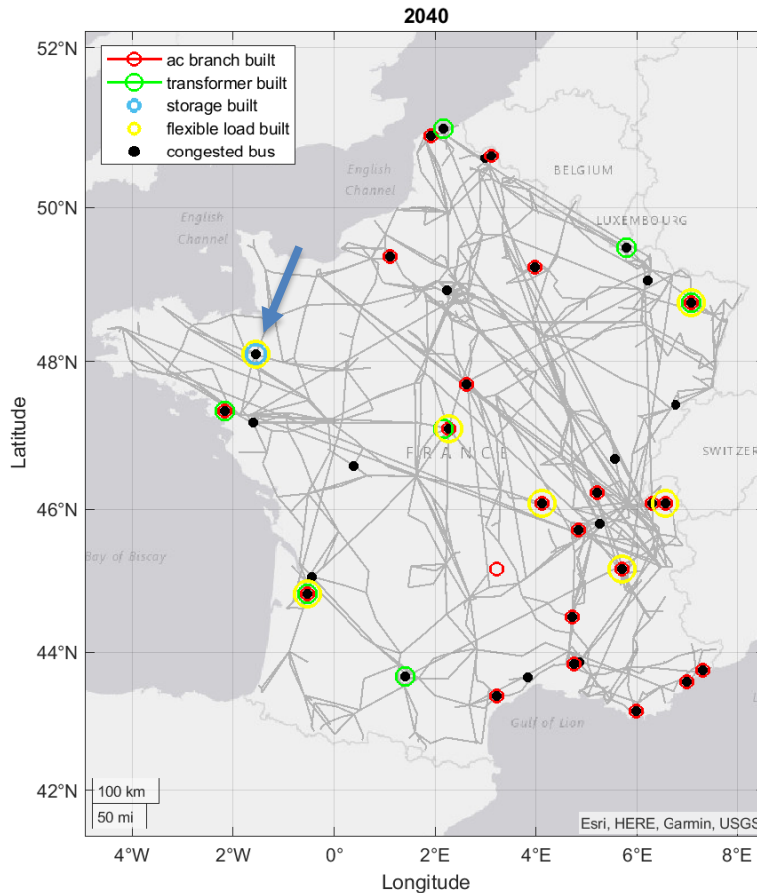 2040
52°N
50°N
48°N
46°N
44°N
42°N
Latitude
ac branch built
transformer built
storage built
flexible load built
congested bus
English
Channel
BELGIUM
English
Channel
LUXEMBOURG
FRANCE
SWITZER
Bay of Biscay
Gulf of Lion
100 km
50 mi
Esri, HERE, Garmin, USGS
4°W
2°W
0°
2°E
4°E
6°E
8°E
Longitude